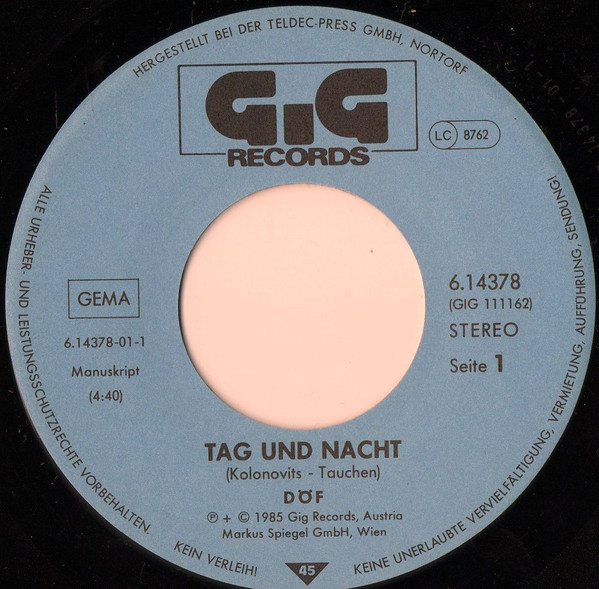 HERGESTELLT BEI DER TELDEC-PRESS GMBH, NORTORF
GIG
RECORDS
LC 8762
GEMA
6.14378-01-1
Manuskript
(4:40)
6.14378
(GIG 111162)
STEREO
Seite 1
TAG UND NACHT
(Kolonovits - Tauchen)
DÖF
Ⓟ + © 1985 Gig Records, Austria
Markus Spiegel GmbH, Wien
ALLE URHEBER- UND LEISTUNGSSCHUTZRECHTE VORBEHALTEN.
KEIN VERLEIH!
45
KEINE UNERLAUBTE VERVIELFÄLTIGUNG, VERMIETUNG, AUFFÜHRUNG, SENDUNG!